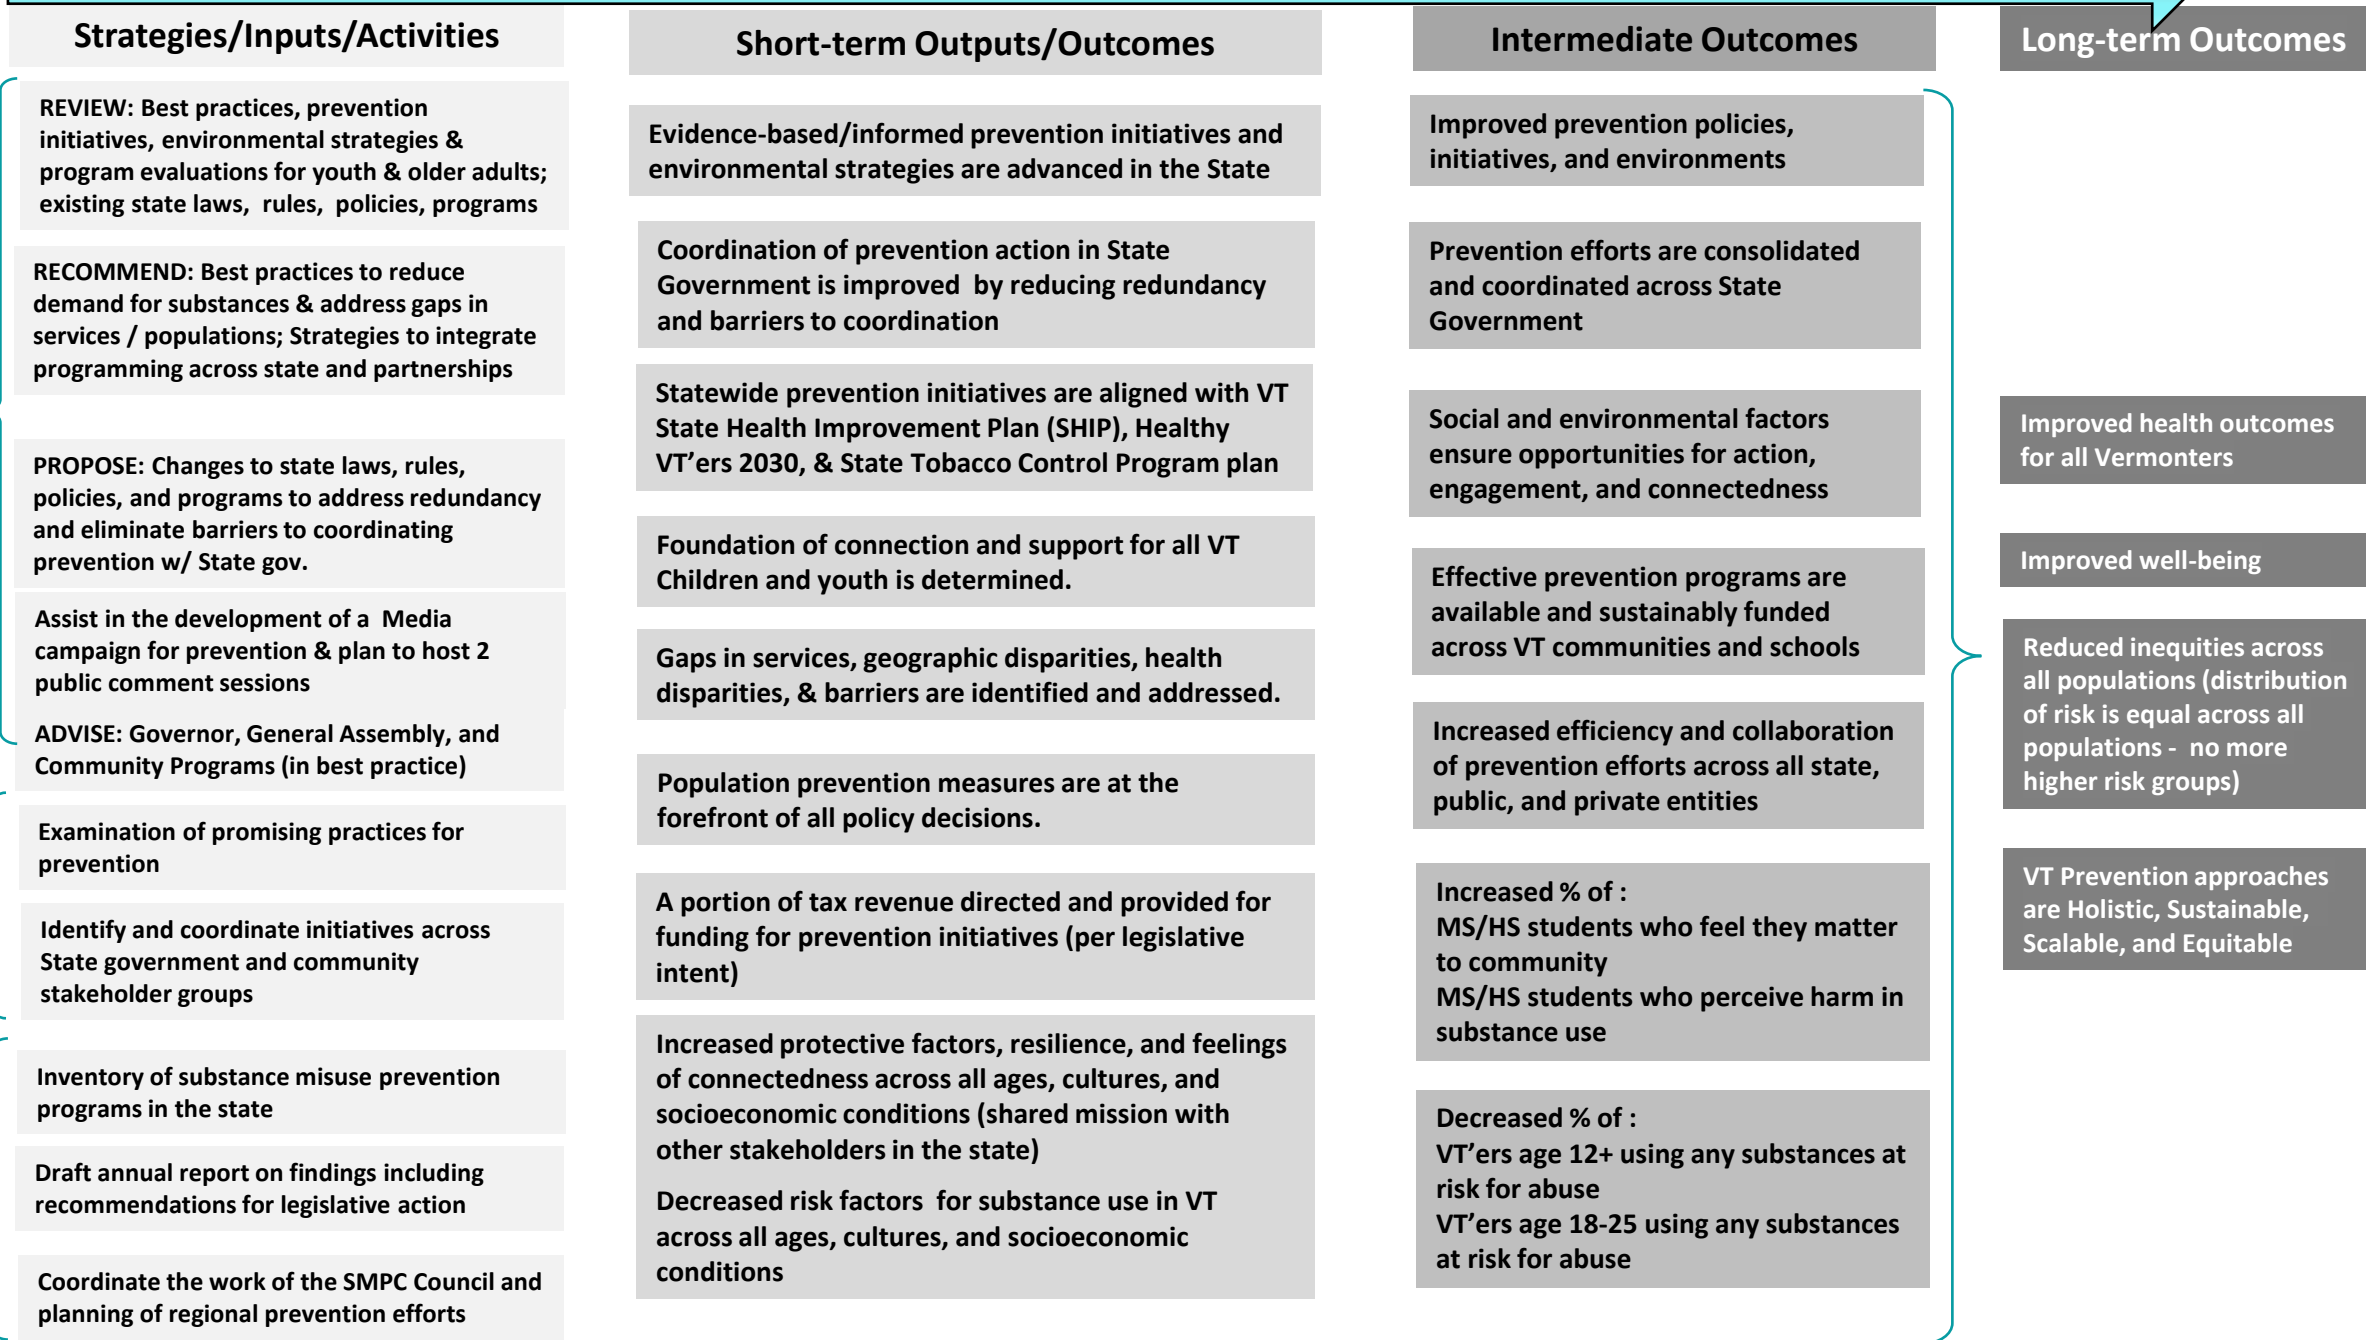 Strategies/Inputs/Activities
REVIEW: Best practices, prevention
initiatives, environmental strategies &
program evaluations for youth & older adults;
existing state laws, rules, policies, programs
RECOMMEND: Best practices to reduce
demand for substances & address gaps in
services / populations; Strategies to integrate
programming across state and partnerships
PROPOSE: Changes to state laws, rules,
policies, and programs to address redundancy
and eliminate barriers to coordinating
prevention w/ State gov.
Assist in the development of a Media
campaign for prevention & plan to host 2
public comment sessions
ADVISE: Governor, General Assembly, and
Community Programs (in best practice)
Examination of promising practices for
prevention
Identify and coordinate initiatives across
State government and community
stakeholder groups
Inventory of substance misuse prevention
programs in the state
Draft annual report on findings including
recommendations for legislative action
Coordinate the work of the SMPC Council and
planning of regional prevention efforts
Short-term Outputs/Outcomes
Evidence-based/informed prevention initiatives and
environmental strategies are advanced in the State
Coordination of prevention action in State
Government is improved by reducing redundancy
and barriers to coordination
Statewide prevention initiatives are aligned with VT
State Health Improvement Plan (SHIP), Healthy
VT’ers 2030, & State Tobacco Control Program plan
Foundation of connection and support for all VT
Children and youth is determined.
Gaps in services, geographic disparities, health
disparities, & barriers are identified and addressed.
Population prevention measures are at the
forefront of all policy decisions.
A portion of tax revenue directed and provided for
funding for prevention initiatives (per legislative
intent)
Increased protective factors, resilience, and feelings
of connectedness across all ages, cultures, and
socioeconomic conditions (shared mission with
other stakeholders in the state)
Decreased risk factors for substance use in VT
across all ages, cultures, and socioeconomic
conditions
Intermediate Outcomes
Improved prevention policies,
initiatives, and environments
Prevention efforts are consolidated
and coordinated across State
Government
Social and environmental factors
ensure opportunities for action,
engagement, and connectedness
Effective prevention programs are
available and sustainably funded
across VT communities and schools
Increased efficiency and collaboration
of prevention efforts across all state,
public, and private entities
Increased % of :
MS/HS students who feel they matter
to community
MS/HS students who perceive harm in
substance use
Decreased % of :
VT’ers age 12+ using any substances at
risk for abuse
VT’ers age 18-25 using any substances
at risk for abuse
Long-term Outcomes
Improved health outcomes
for all Vermonters
Improved well-being
Reduced inequities across
all populations (distribution
of risk is equal across all
populations - no more
higher risk groups)
VT Prevention approaches
are Holistic, Sustainable,
Scalable, and Equitable